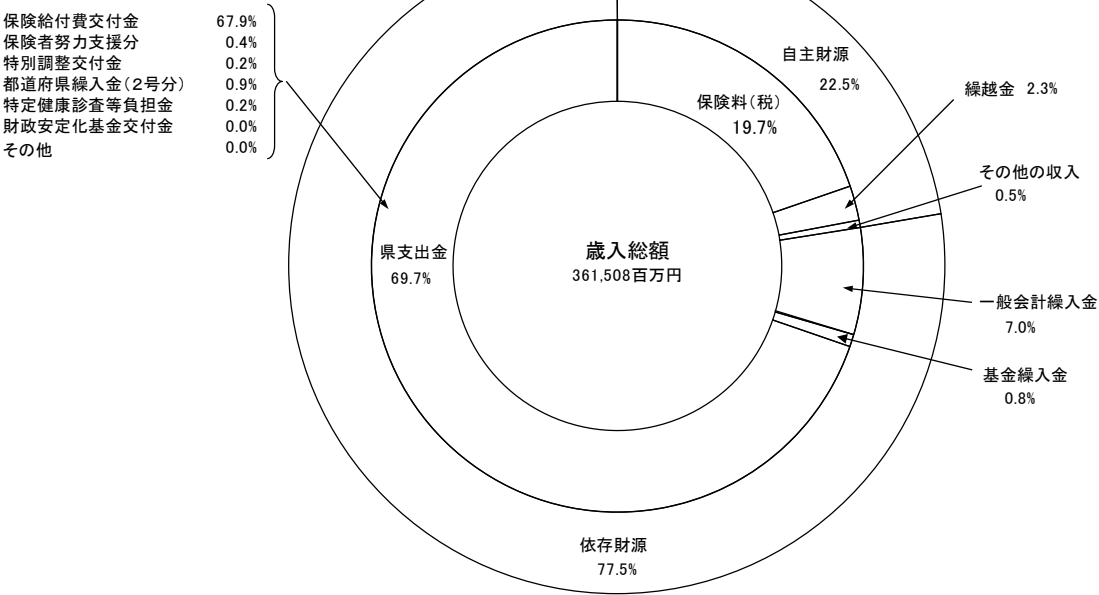 保険給付費交付金 67.9%
保険者努力支援分 0.4%
特別調整交付金 0.2%
都道府県繰入金(2号分) 0.9%
特定健康診査等負担金 0.2%
財政安定化基金交付金 0.0%
その他 0.0%
自主財源
22.5%
保険料(税)
19.7%
繰越金 2.3%
その他の収入
0.5%
県支出金
69.7%
歳入総額
361,508百万円
一般会計繰入金
7.0%
基金繰入金
0.8%
依存財源
77.5%